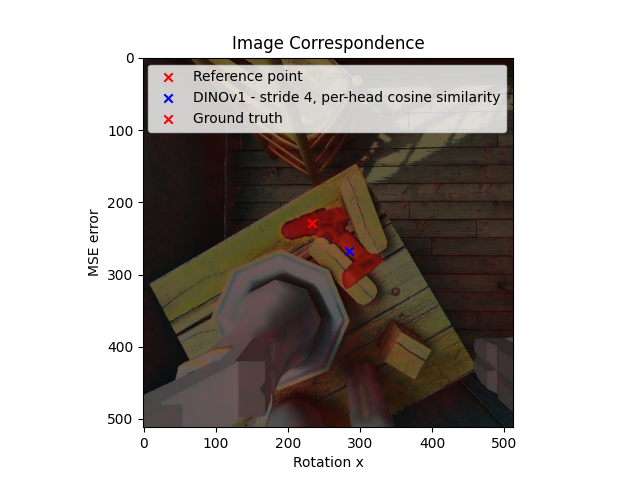 Image Correspondence
Reference point
DINOv1 - stride 4, per-head cosine similarity
Ground truth
0
100
200
300
400
500
MSE error
0 100 200 300 400 500
Rotation x